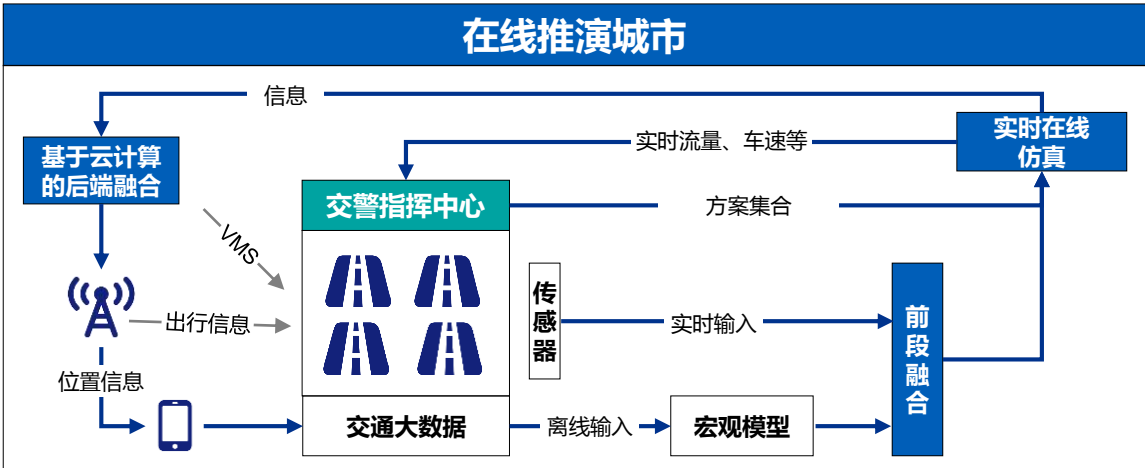 在线推演城市
信息
实时流量、车速等
实时在线
仿真
基于云计算
的后端融合
交警指挥中心
方案集合
VMS
传
感
器
出行信息
实时输入
前
段
融
合
位置信息
交通大数据
离线输入
宏观模型